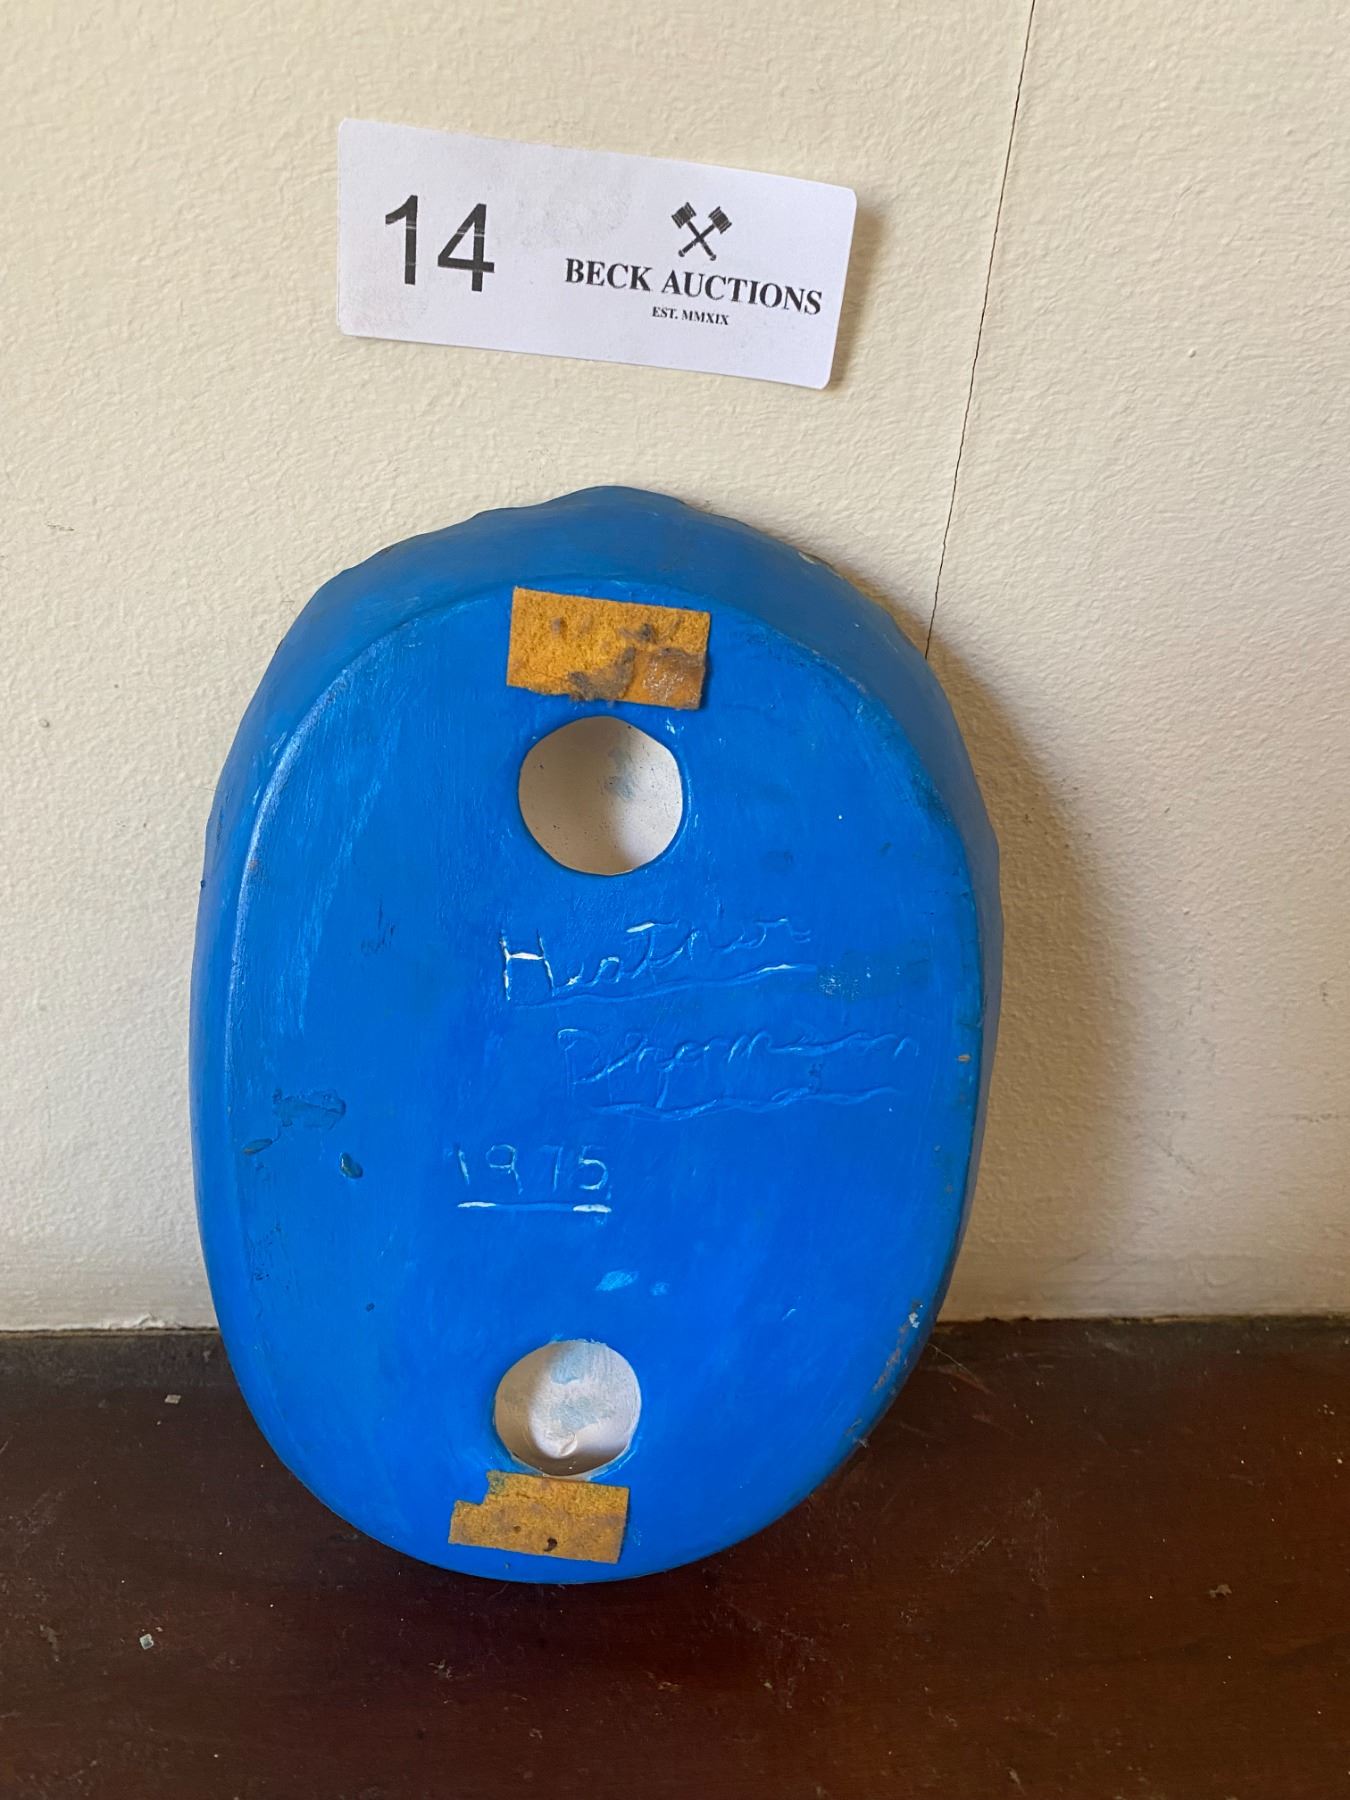 14
BECK AUCTIONS
EST. MMXIX
Heather
1975